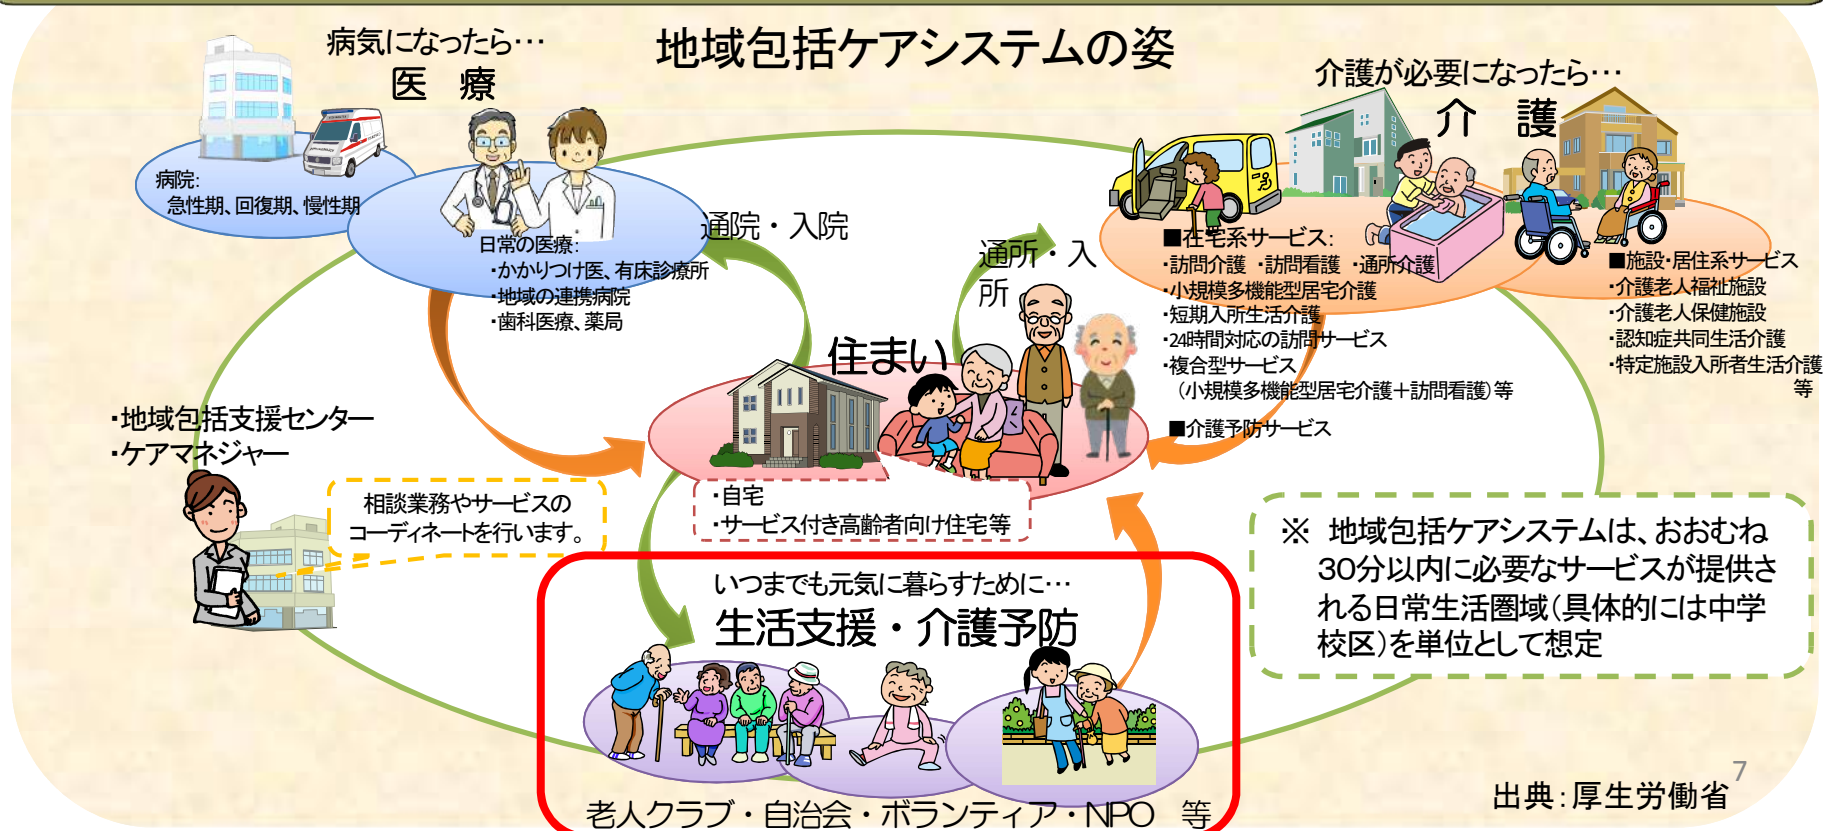 地域包括ケアシステムの姿
病気になったら…
医　療
病院:
急性期、回復期、慢性期
日常の医療:
・かかりつけ医、有床診療所
・地域の連携病院
・歯科医療、薬局
通院・入院
通所・入
所
介護が必要になったら…
介　護
■在宅系サービス:
・訪問介護 ・訪問看護 ・通所介護
・小規模多機能型居宅介護
・短期入所生活介護
・24時間対応の訪問サービス
・複合型サービス
（小規模多機能型居宅介護＋訪問看護）等
■介護予防サービス
■施設・居住系サービス
・介護老人福祉施設
・介護老人保健施設
・認知症共同生活介護
・特定施設入所者生活介護
等
住まい
・自宅
・サービス付き高齢者向け住宅等
・地域包括支援センター
・ケアマネジャー
相談業務やサービスの
コーディネートを行います。
いつまでも元気に暮らすために…
生活支援・介護予防
老人クラブ・自治会・ボランティア・NPO　等
※ 地域包括ケアシステムは、おおむね
30分以内に必要なサービスが提供さ
れる日常生活圏域（具体的には中学
校区）を単位として想定
出典：厚生労働省
7